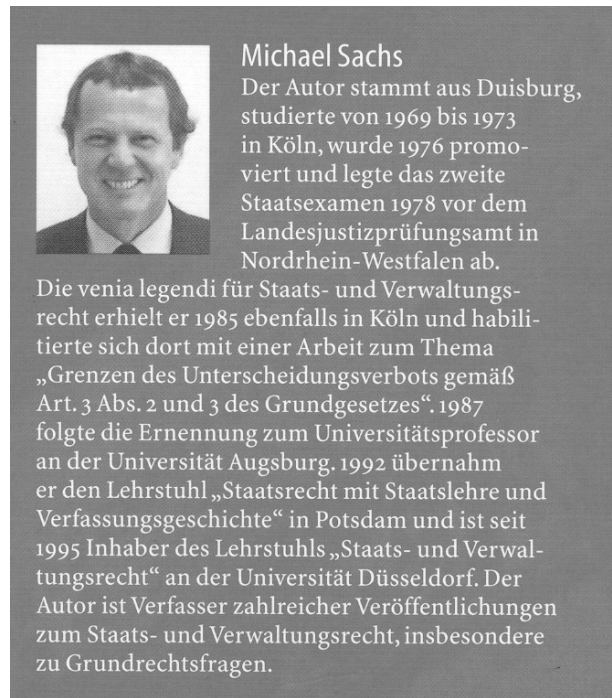 Michael Sachs
Der Autor stammt aus Duisburg,
studierte von 1969 bis 1973
in Köln, wurde 1976 promo-
viert und legte das zweite
Staatsexamen 1978 vor dem
Landesjustizprüfungsamt in
Nordrhein-Westfalen ab.
Die venia legendi für Staats- und Verwaltungs-
recht erhielt er 1985 ebenfalls in Köln und habili-
tierte sich dort mit einer Arbeit zum Thema
„Grenzen des Unterscheidungsverbots gemäß
Art. 3 Abs. 2 und 3 des Grundgesetzes“. 1987
folgte die Ernennung zum Universitätsprofessor
an der Universität Augsburg. 1992 übernahm
er den Lehrstuhl „Staatsrecht mit Staatslehre und
Verfassungsgeschichte“ in Potsdam und ist seit
1995 Inhaber des Lehrstuhls „Staats- und Verwal-
tungsrecht“ an der Universität Düsseldorf. Der
Autor ist Verfasser zahlreicher Veröffentlichungen
zum Staats- und Verwaltungsrecht, insbesondere
zu Grundrechtsfragen.